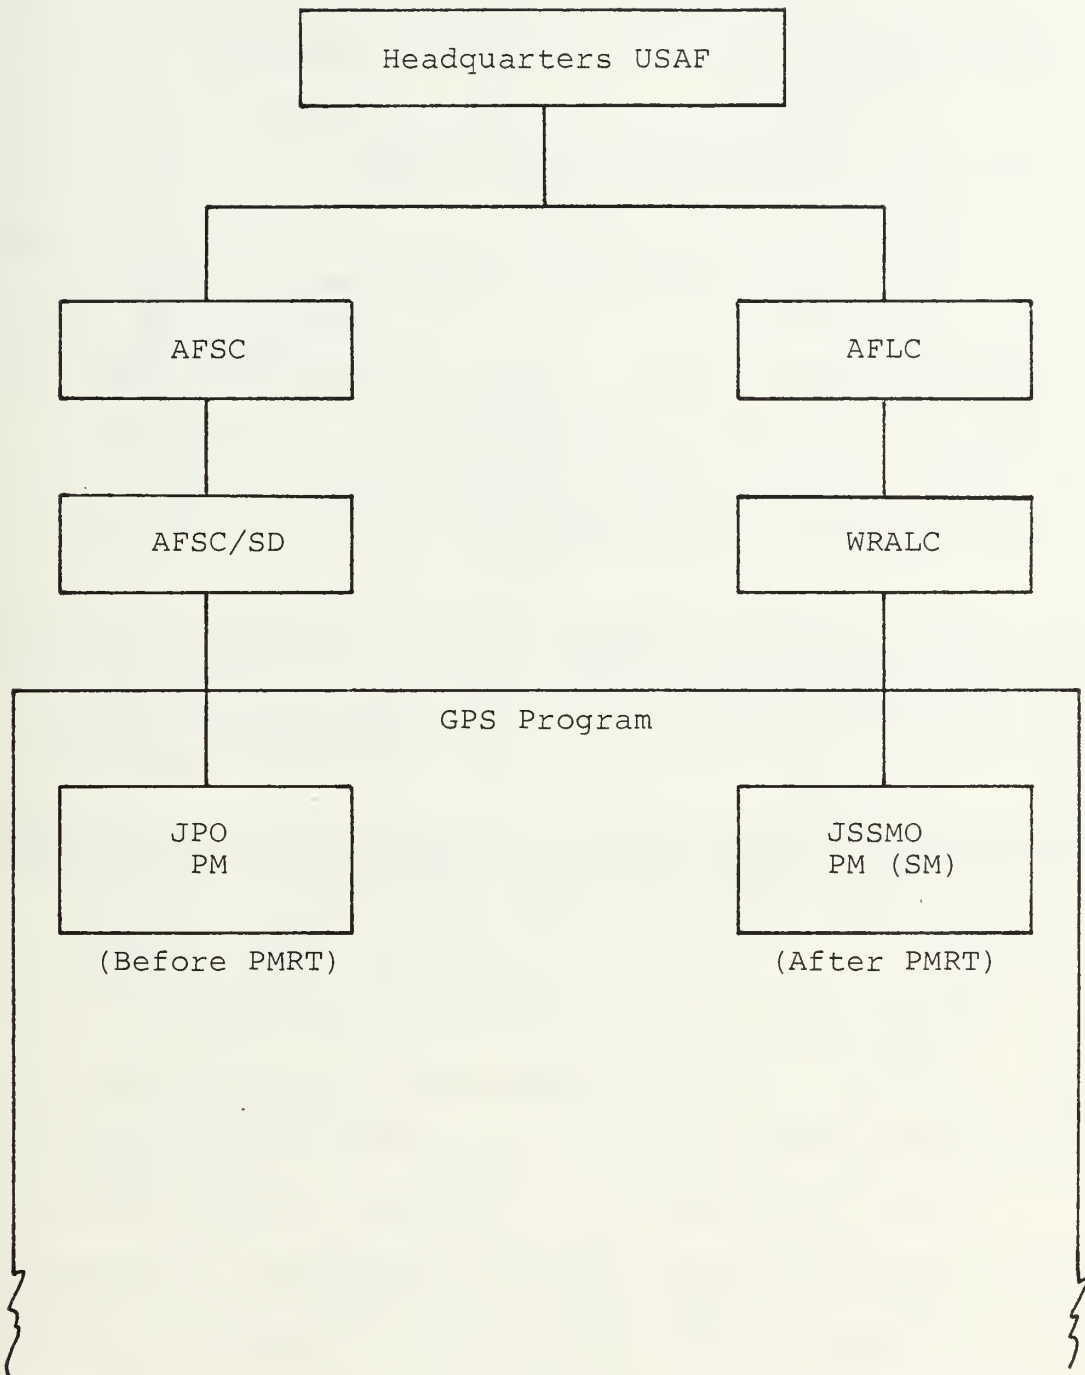 Headquarters USAF
AFSC
AFLC
AFSC/SD
WRALC
GPS Program
JPO
PM
JSSMO
PM (SM)
(Before PMRT)
(After PMRT)